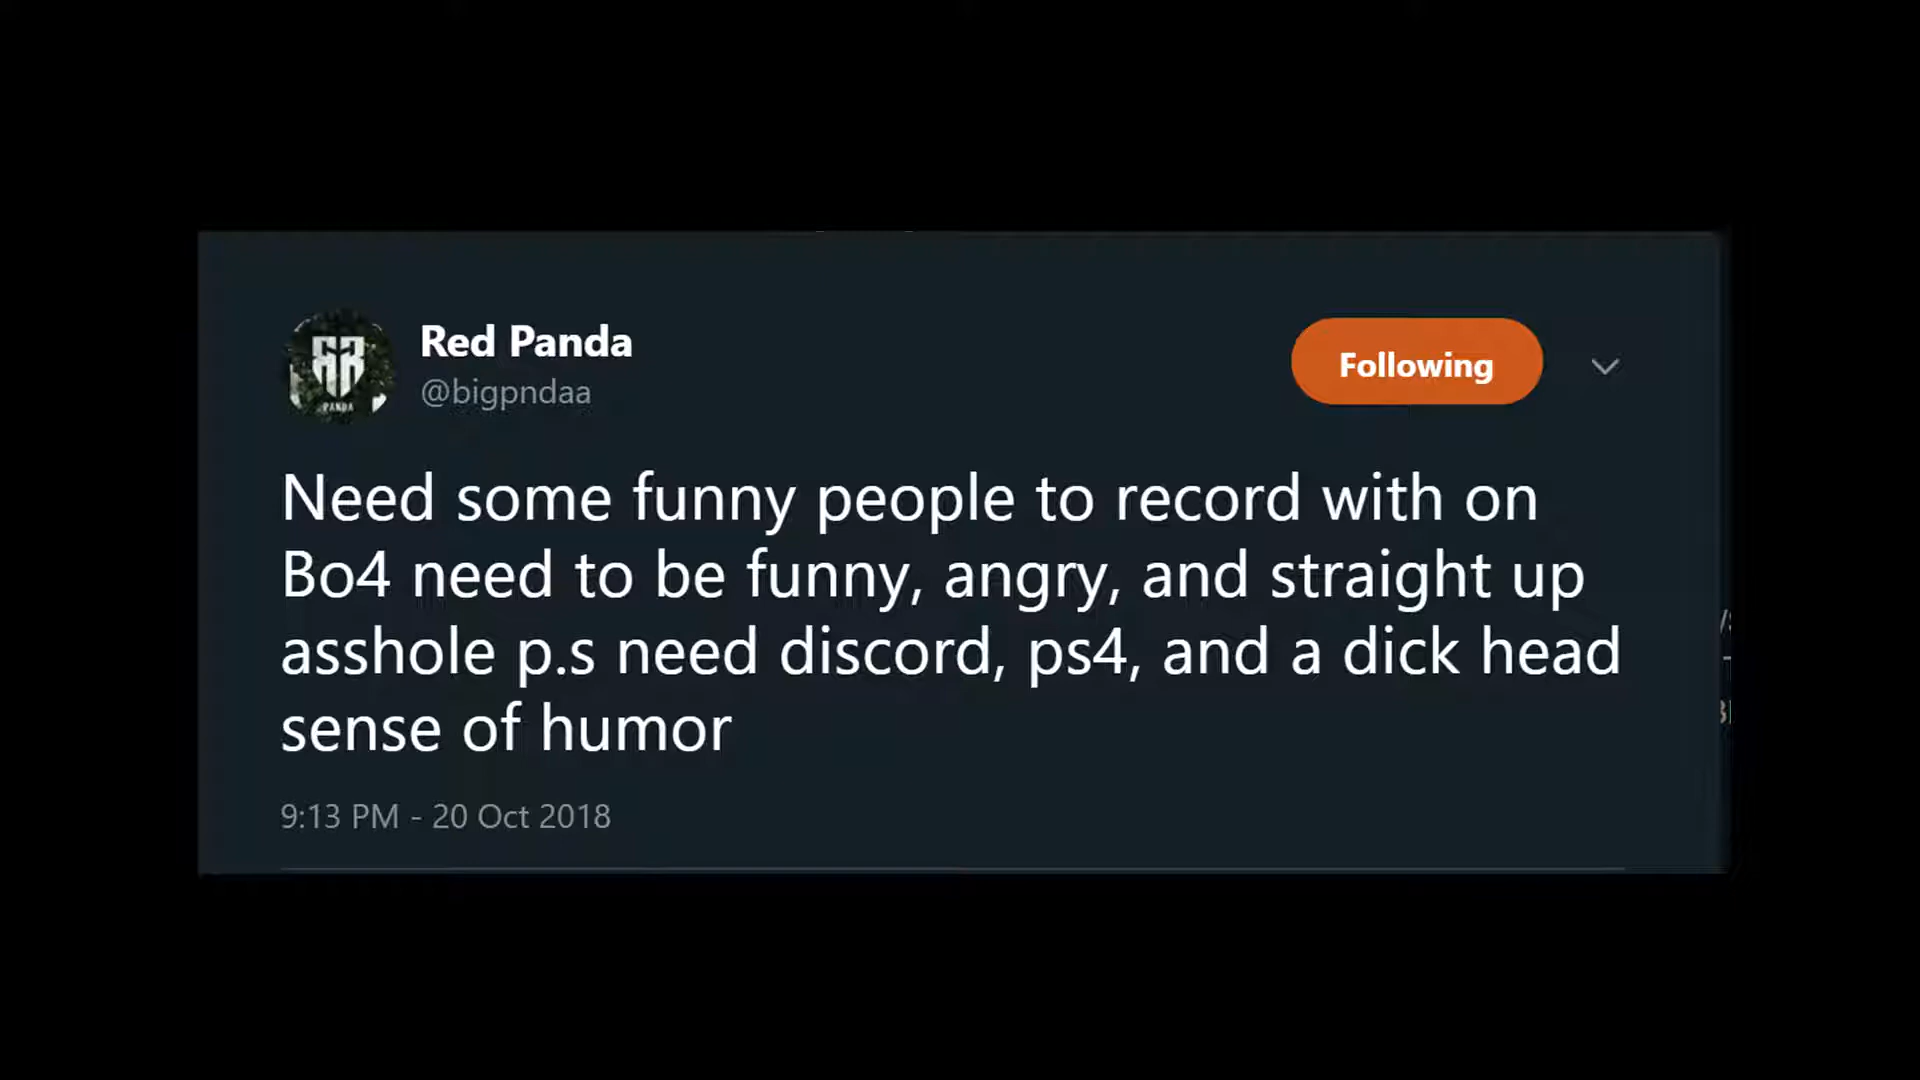 Red Panda
@bigpndaa
Following
PANDA
Need some funny people to record with on
Bo4 need to be funny, angry, and straight up
asshole p.s need discord, ps4, and a dick head
sense of humor
9:13 PM - 20 Oct 2018